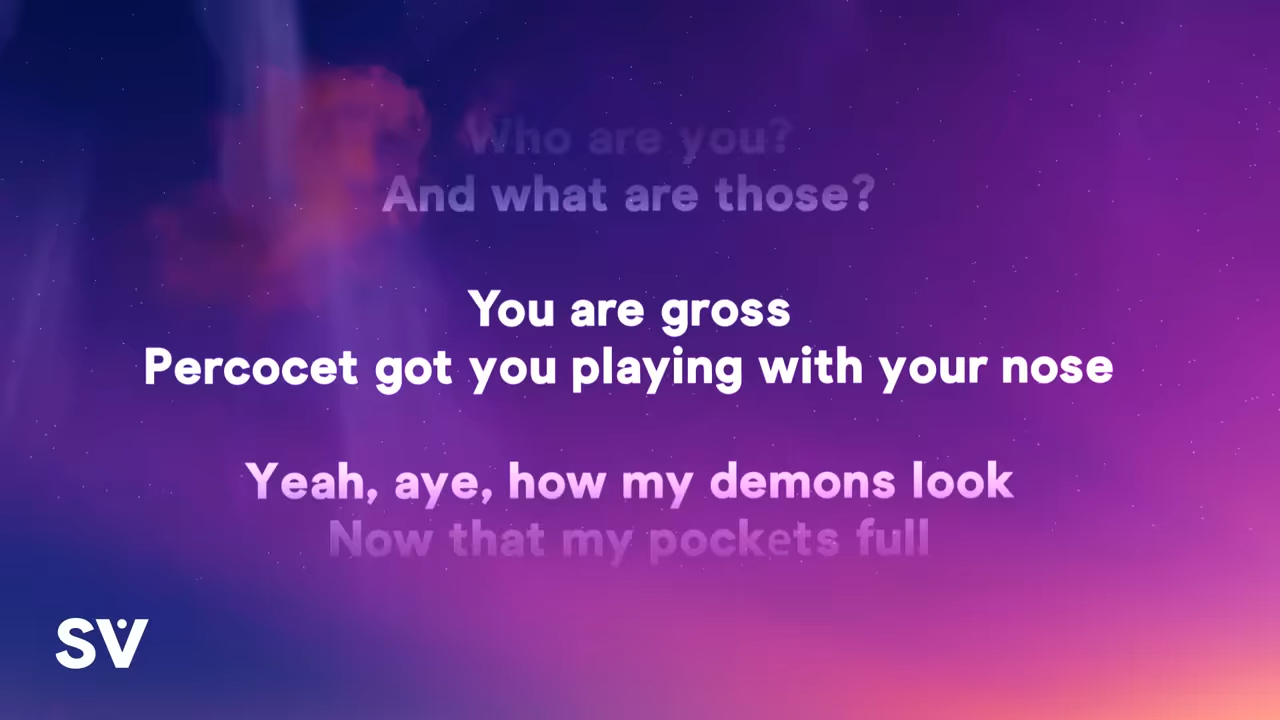 Who are you?
And what are those?
You are gross
Percocet got you playing with your nose
Yeah, aye, how my demons look
Now that my pockets full
SV